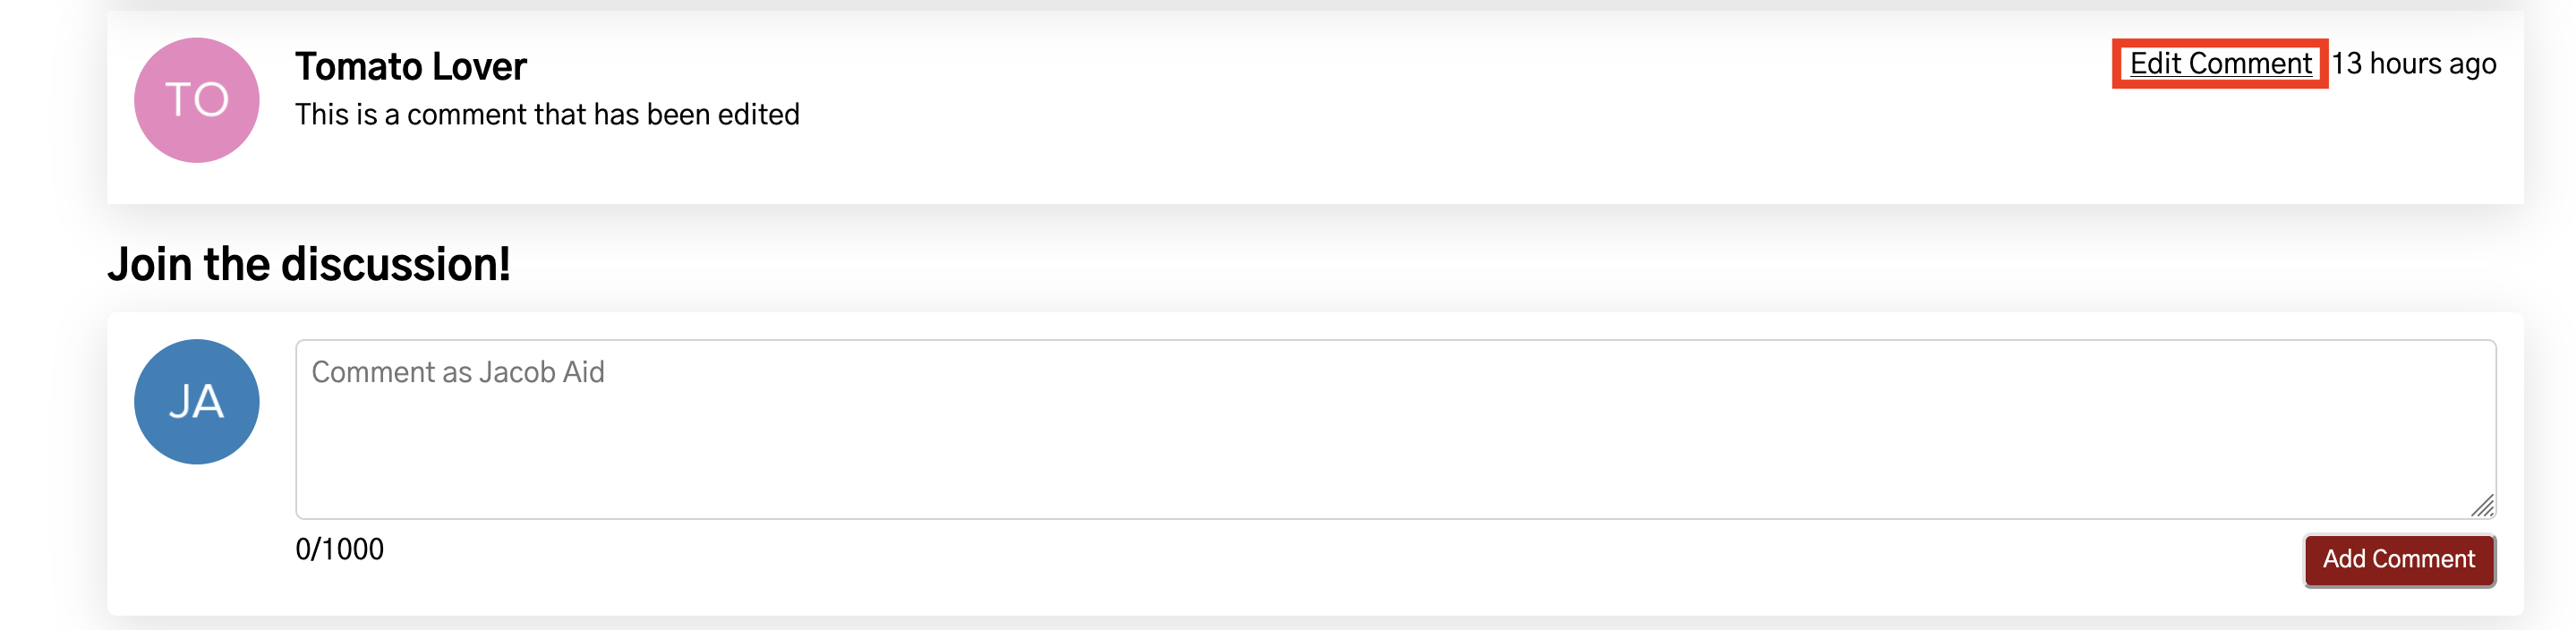 TO
Tomato Lover
Edit Comment 13 hours ago
This is a comment that has been edited
Join the discussion!
JA
Comment as Jacob Aid
0/1000
Add Comment